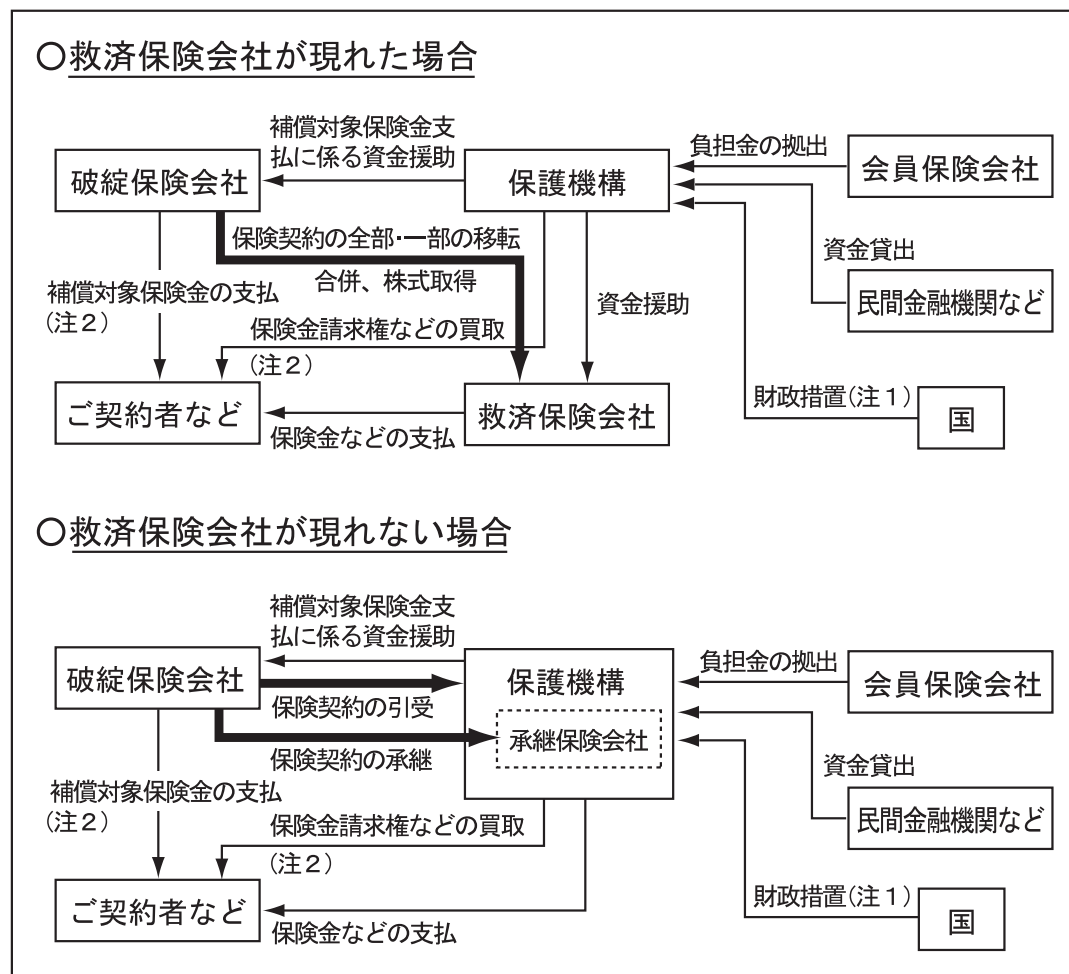 ○救済保険会社が現れた場合
補償対象保険金支
払に係る資金援助
負担金の拠出
破綻保険会社
保護機構
会員保険会社
保険契約の全部･一部の移転
合併、株式取得
資金貸出
補償対象保険金の支払
(注２)
資金援助
民間金融機関など
保険金請求権などの買取
(注２)
ご契約者など
救済保険会社
財政措置(注１)
国
保険金などの支払
○救済保険会社が現れない場合
補償対象保険金支
払に係る資金援助
負担金の拠出
破綻保険会社
保護機構
会員保険会社
保険契約の引受
承継保険会社
保険契約の承継
資金貸出
補償対象保険金の支払
(注２)
保険金請求権などの買取
(注２)
民間金融機関など
財政措置(注１)
ご契約者など
国
保険金などの支払